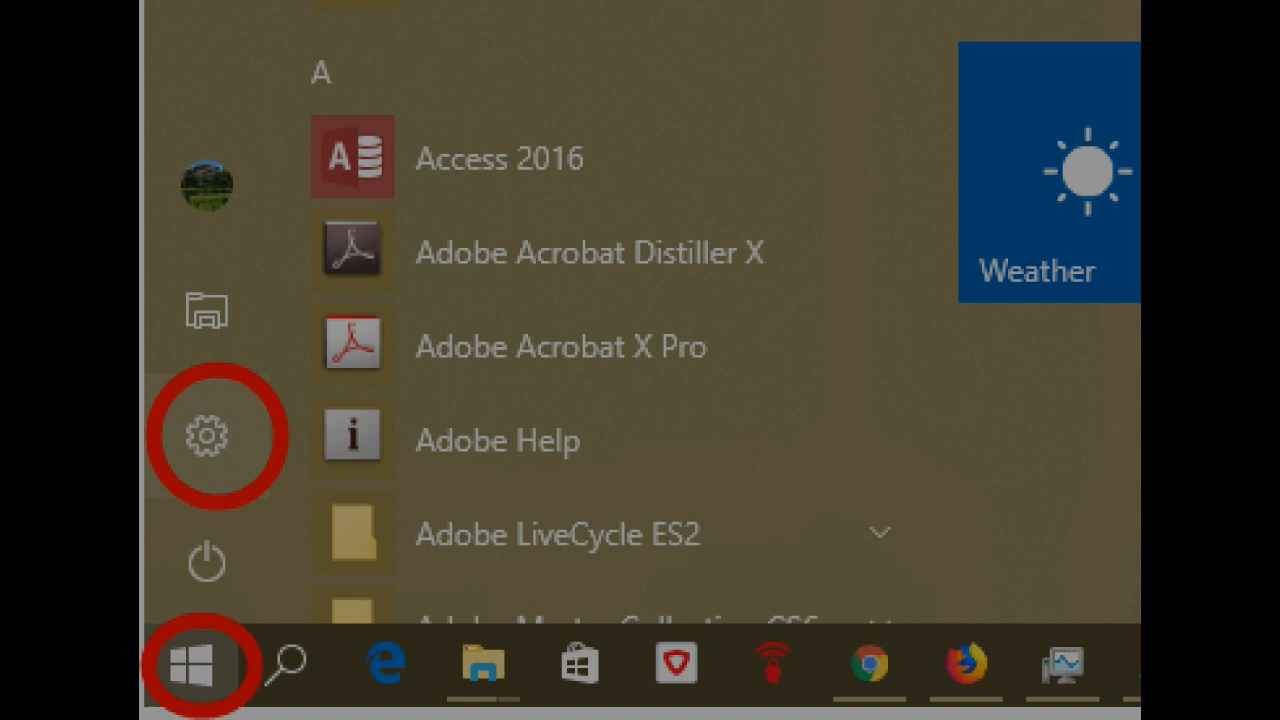 A
Access 2016
Adobe Acrobat Distiller X
Weather
Adobe Acrobat X Pro
Adobe Help
Adobe LiveCycle ES2